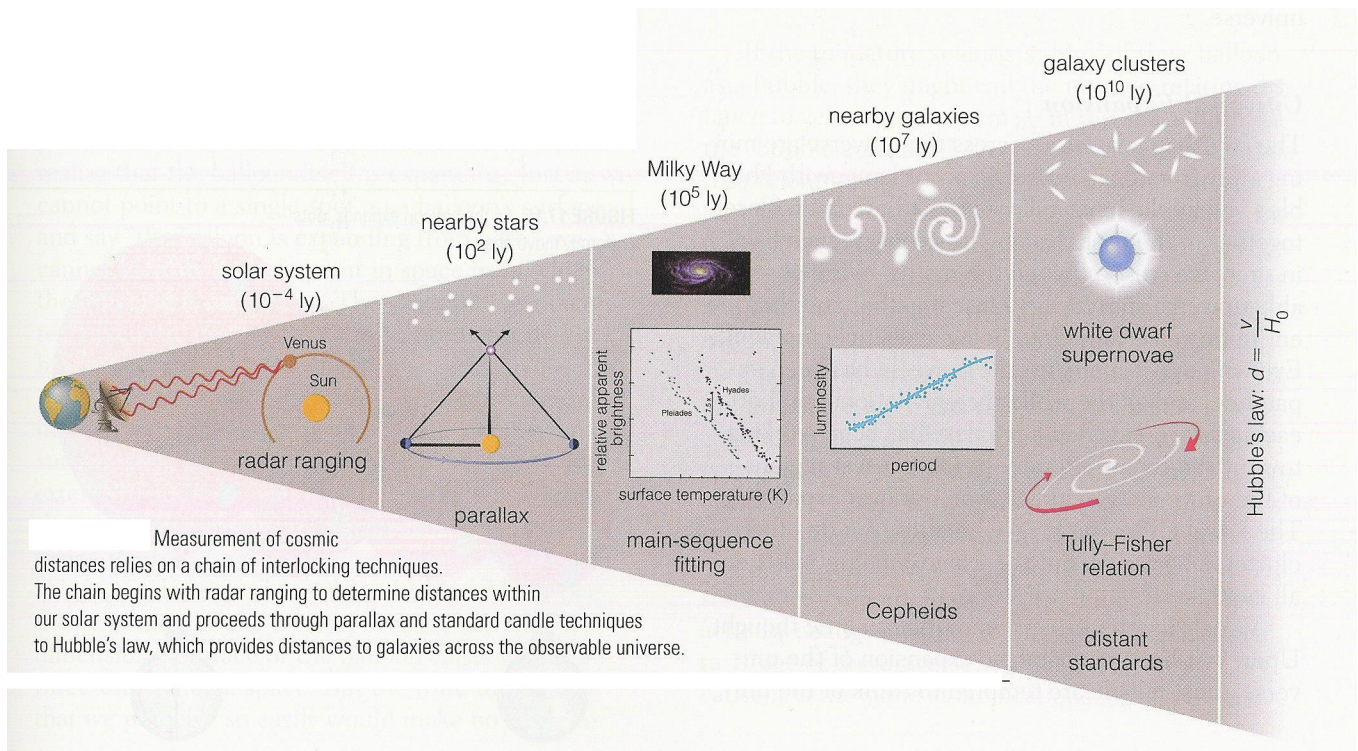 galaxy clusters
(10¹⁰ ly)
nearby galaxies
(10⁷ ly)
Milky Way
(10⁵ ly)
nearby stars
(10² ly)
solar system
(10⁻⁴ ly)
Venus
Sun
radar ranging
parallax
relative apparent
brightness
Hyades
Pleiades
7.5 x
surface temperature (K)
main-sequence
fitting
luminosity
period
Cepheids
white dwarf
supernovae
Tully–Fisher
relation
distant
standards
Hubble's law: d = v/H₀
Measurement of cosmic
distances relies on a chain of interlocking techniques.
The chain begins with radar ranging to determine distances within
our solar system and proceeds through parallax and standard candle techniques
to Hubble's law, which provides distances to galaxies across the observable universe.